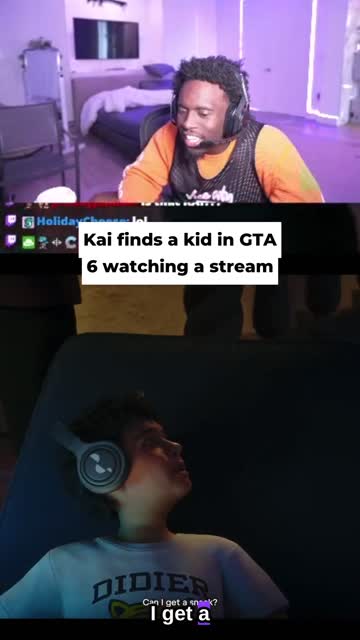 HolidayCheese: lol
Kai finds a kid in GTA
6 watching a stream
DIDIER
Can I get a snack?
I get a